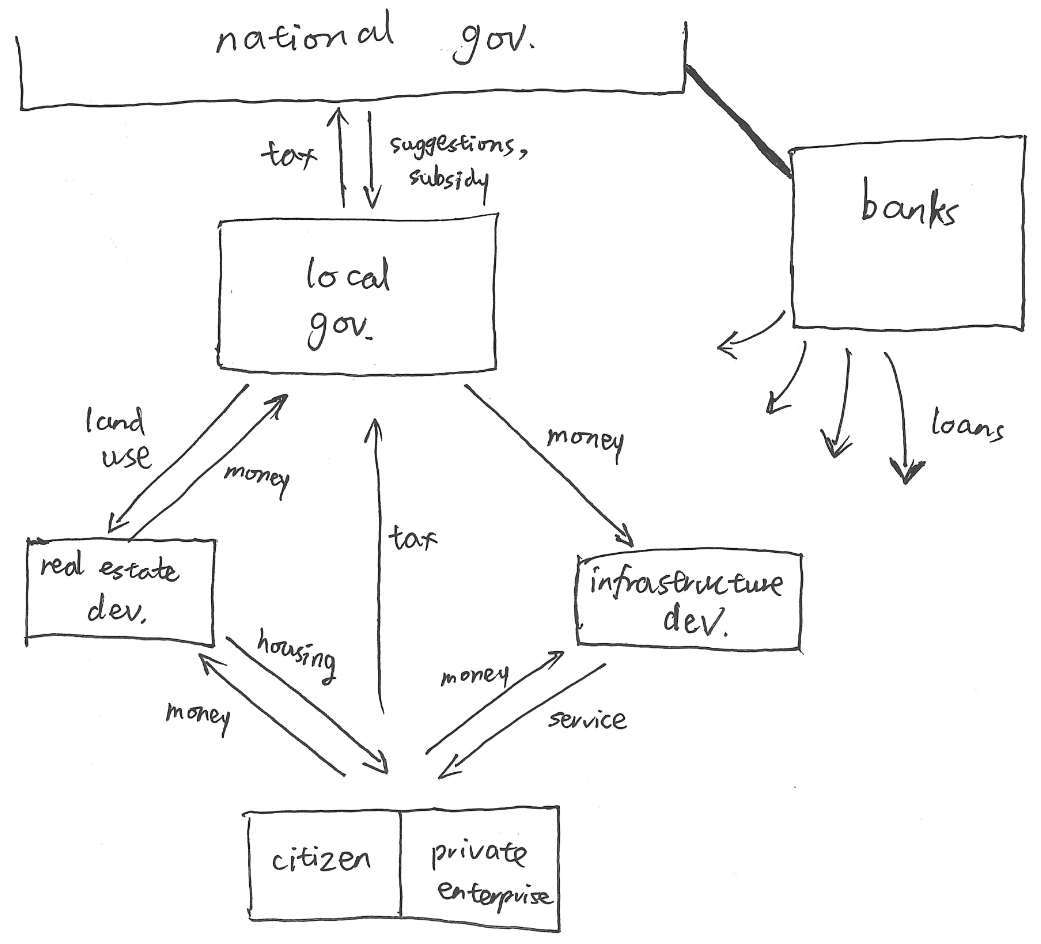 national gov.
tax
suggestions,
subsidy
banks
local
gov.
loans
land
use
money
money
tax
real estate
dev.
infrastructure
dev.
housing
money
money
service
citizen
private
enterprise